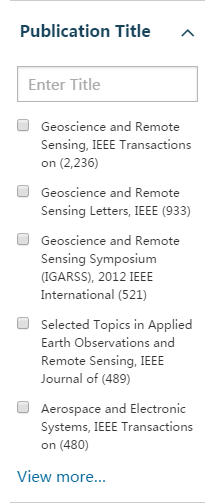 Publication Title
Enter Title
Geoscience and Remote
Sensing, IEEE Transactions
on (2,236)
Geoscience and Remote
Sensing Letters, IEEE (933)
Geoscience and Remote
Sensing Symposium
(IGARSS), 2012 IEEE
International (521)
Selected Topics in Applied
Earth Observations and
Remote Sensing, IEEE
Journal of (489)
Aerospace and Electronic
Systems, IEEE Transactions
on (480)
View more...